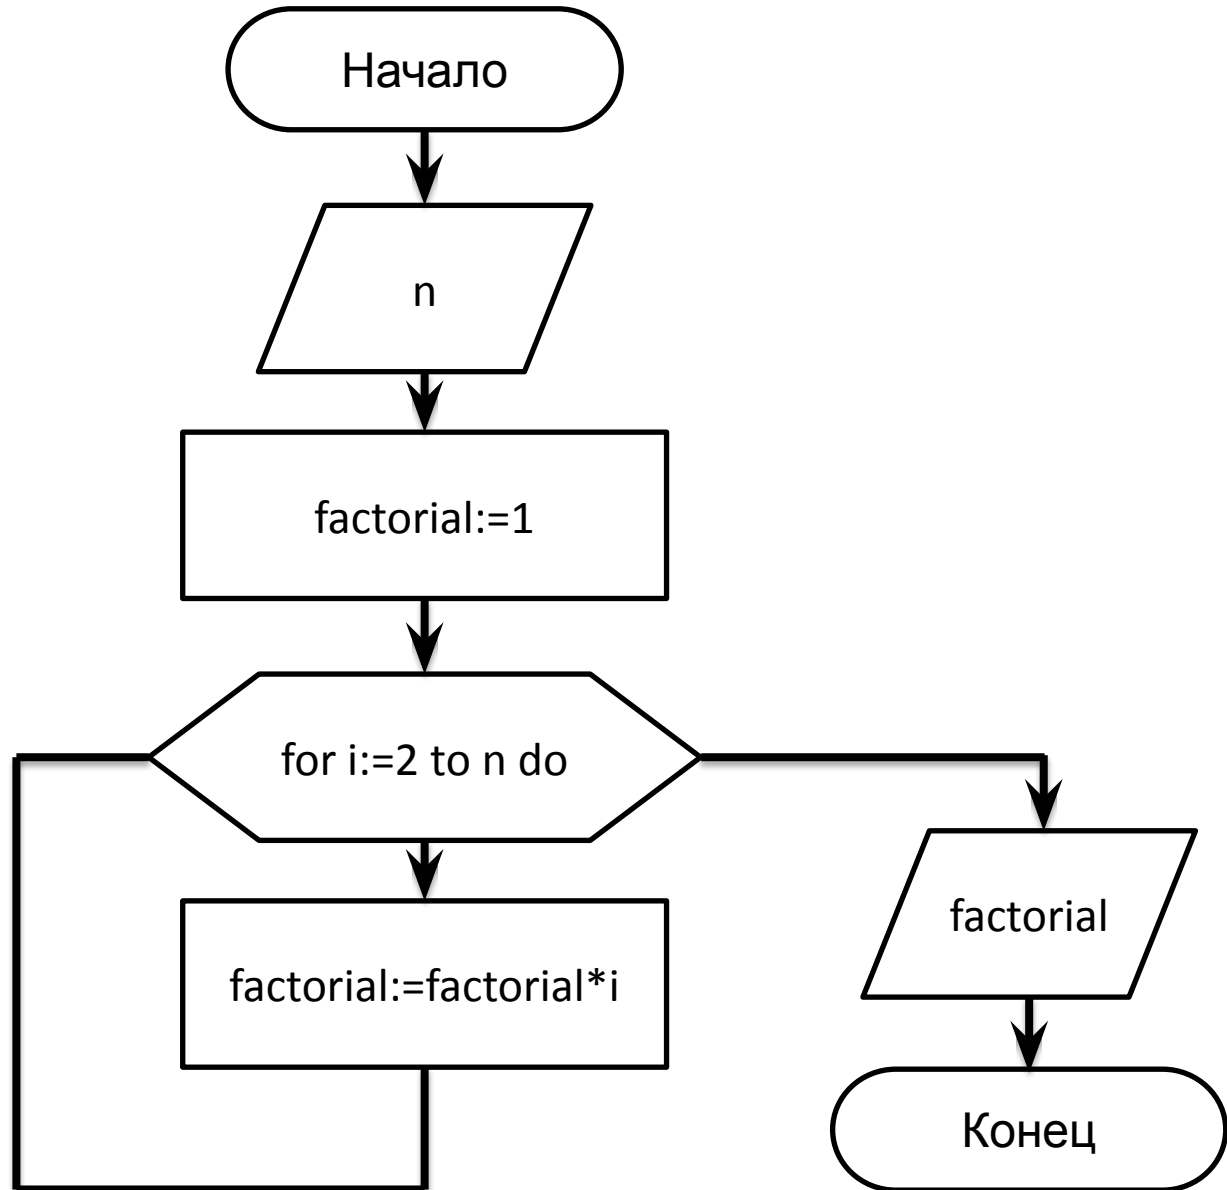 Начало
n
factorial:=1
for i:=2 to n do
factorial:=factorial*i
factorial
Конец